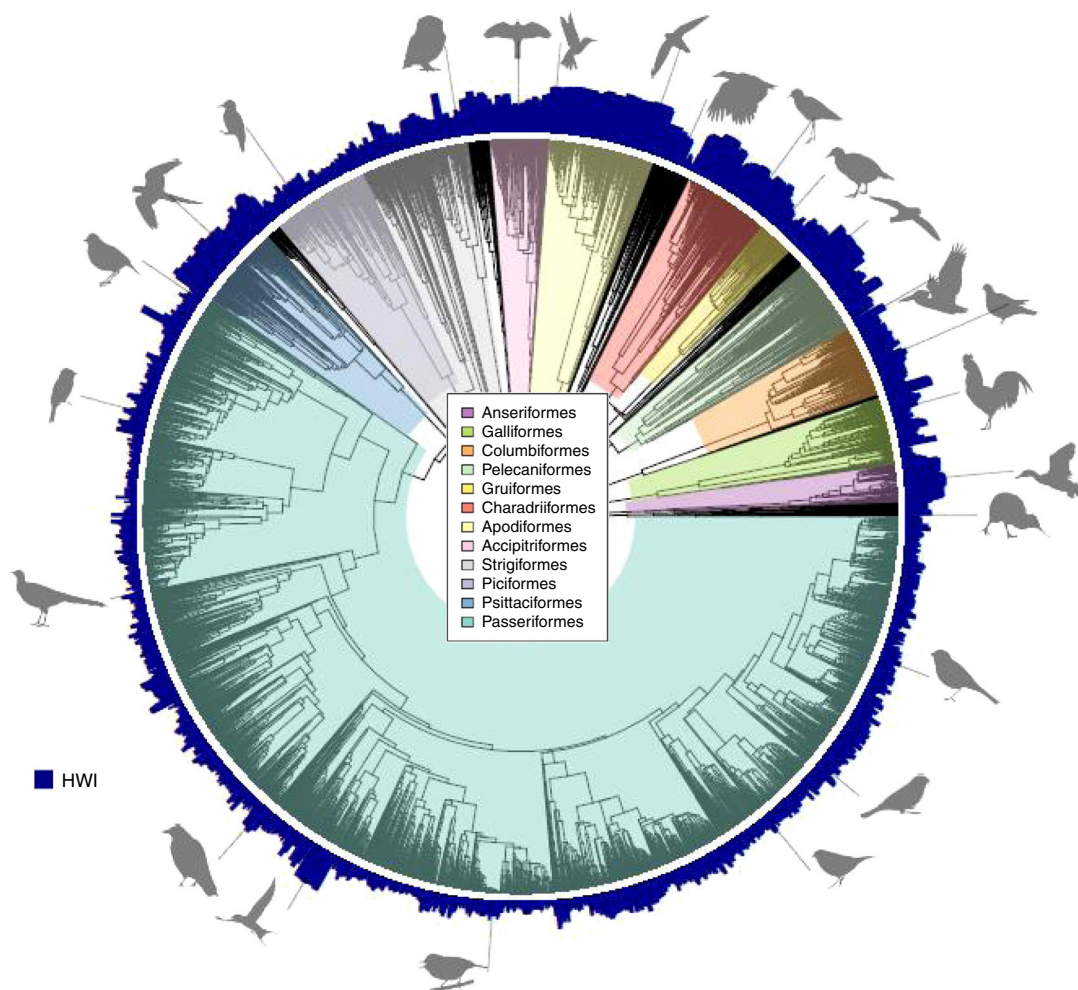 Anseriformes
Galliformes
Columbiformes
Pelecaniformes
Gruiformes
Charadriiformes
Apodiformes
Accipitriformes
Strigiformes
Piciformes
Psittaciformes
Passeriformes
HWI